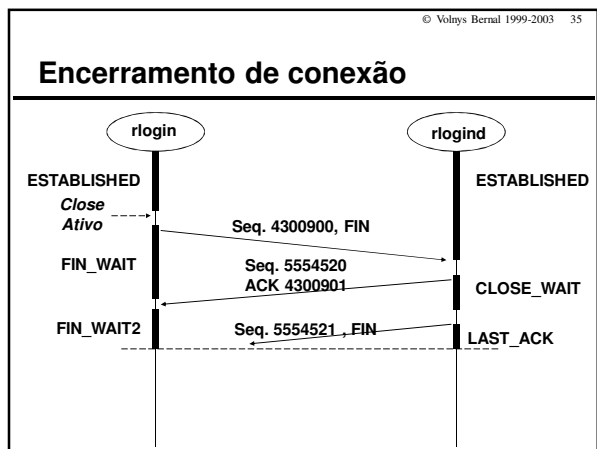 © Volnys Bernal 1999-2003 35
Encerramento de conexão
rlogin
rlogind
ESTABLISHED
ESTABLISHED
Close
Ativo
Seq. 4300900, FIN
FIN_WAIT
Seq. 5554520
ACK 4300901
CLOSE_WAIT
FIN_WAIT2
Seq. 5554521 , FIN
LAST_ACK